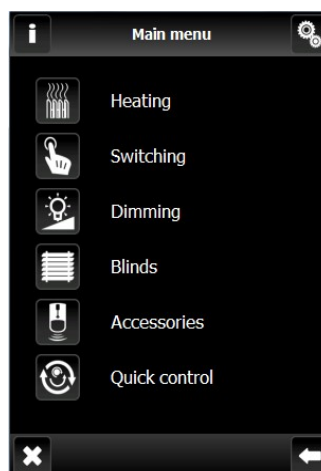 i Main menu
Heating
Switching
Dimming
Blinds
Accessories
Quick control